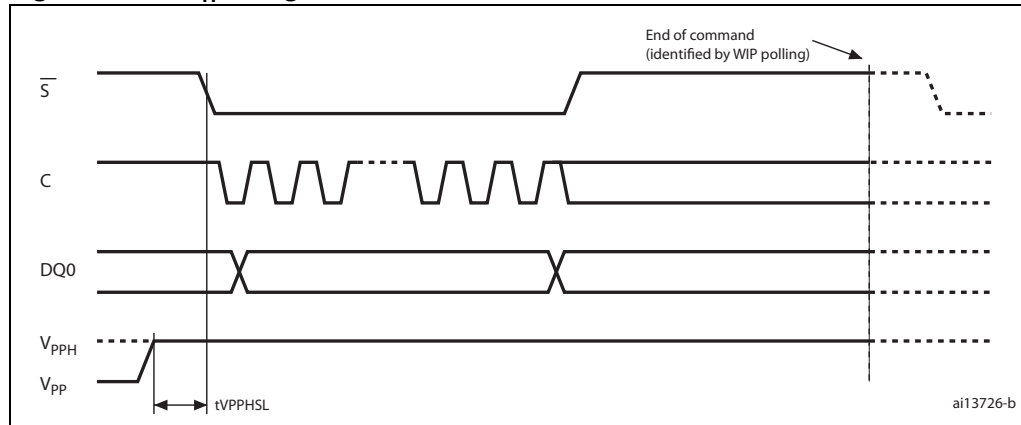 End of command
(identified by WIP polling)
S
C
DQ0
VPPH
VPP
tVPPHSL
ai13726-b